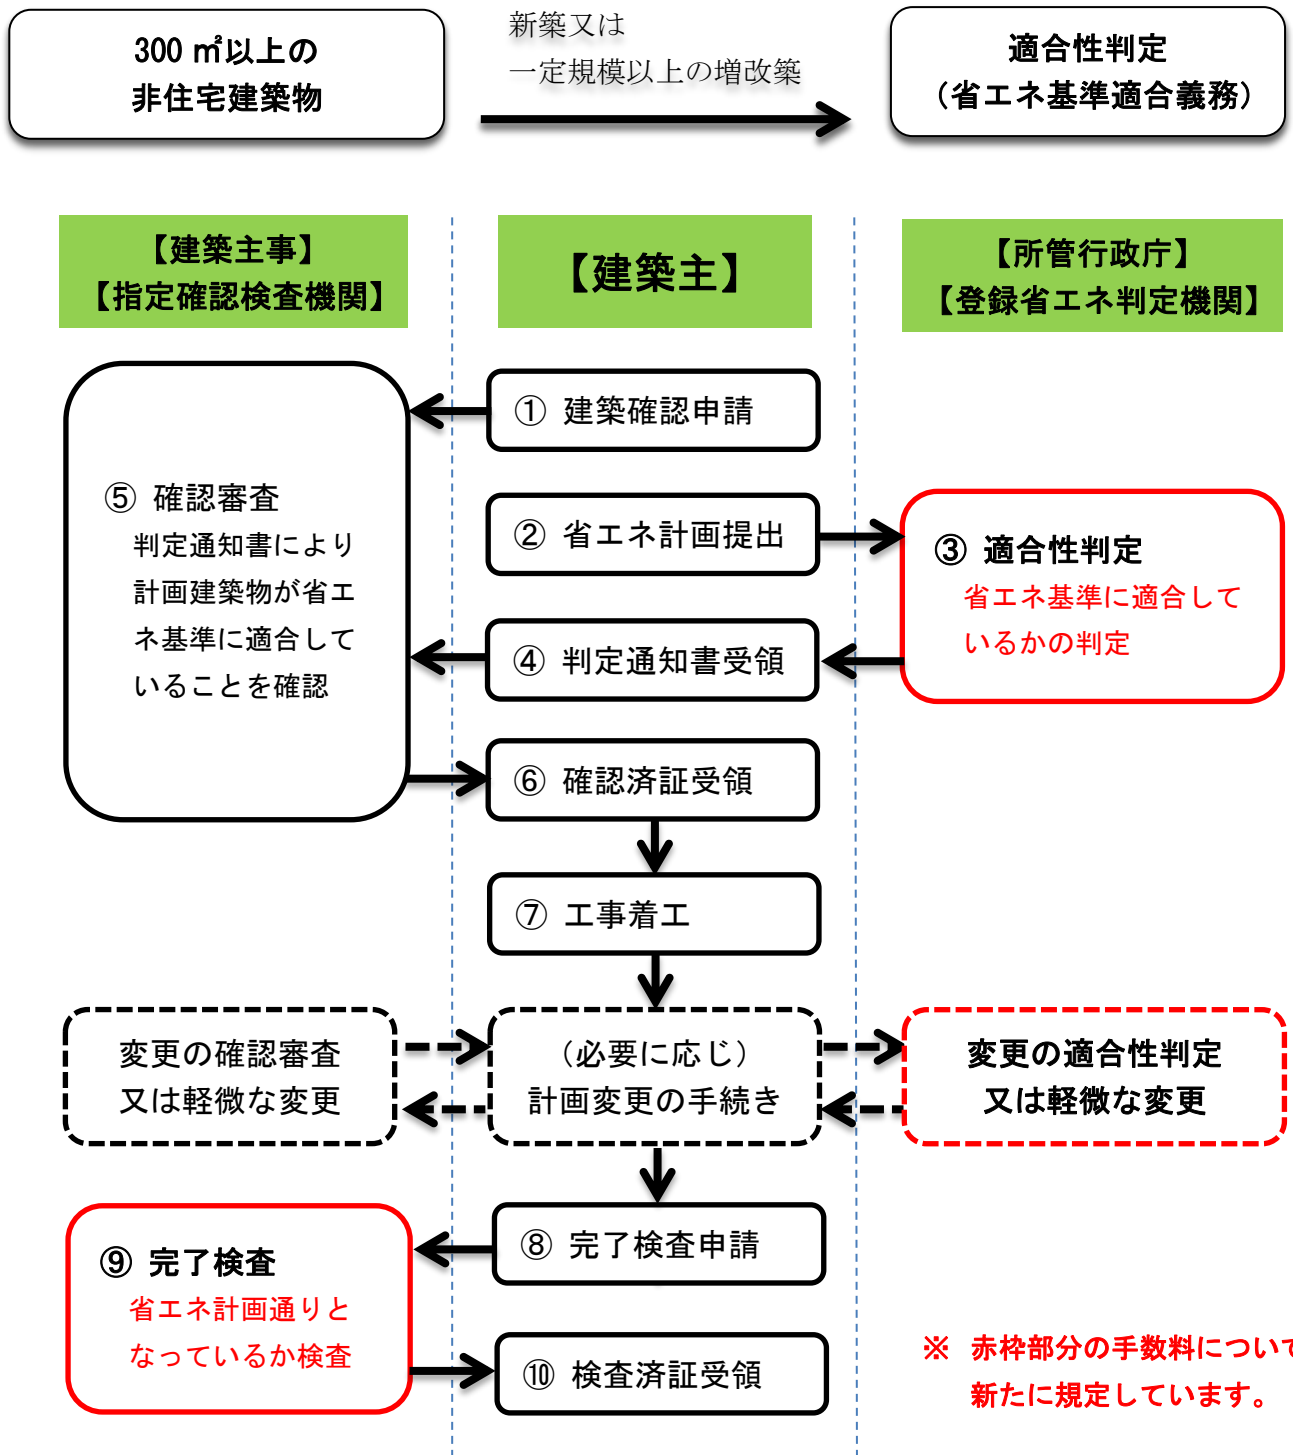 300 ㎡以上の
非住宅建築物
新築又は
一定規模以上の増改築
適合性判定
（省エネ基準適合義務）
【建築主事】
【指定確認検査機関】
【建築主】
【所管行政庁】
【登録省エネ判定機関】
① 建築確認申請
② 省エネ計画提出
③ 適合性判定
省エネ基準に適合して
いるかの判定
④ 判定通知書受領
⑤ 確認審査
判定通知書により
計画建築物が省エ
ネ基準に適合して
いることを確認
⑥ 確認済証受領
⑦ 工事着工
変更の確認審査
又は軽微な変更
（必要に応じ）
計画変更の手続き
変更の適合性判定
又は軽微な変更
⑧ 完了検査申請
⑨ 完了検査
省エネ計画通りと
なっているか検査
⑩ 検査済証受領
※ 赤枠部分の手数料について
新たに規定しています。